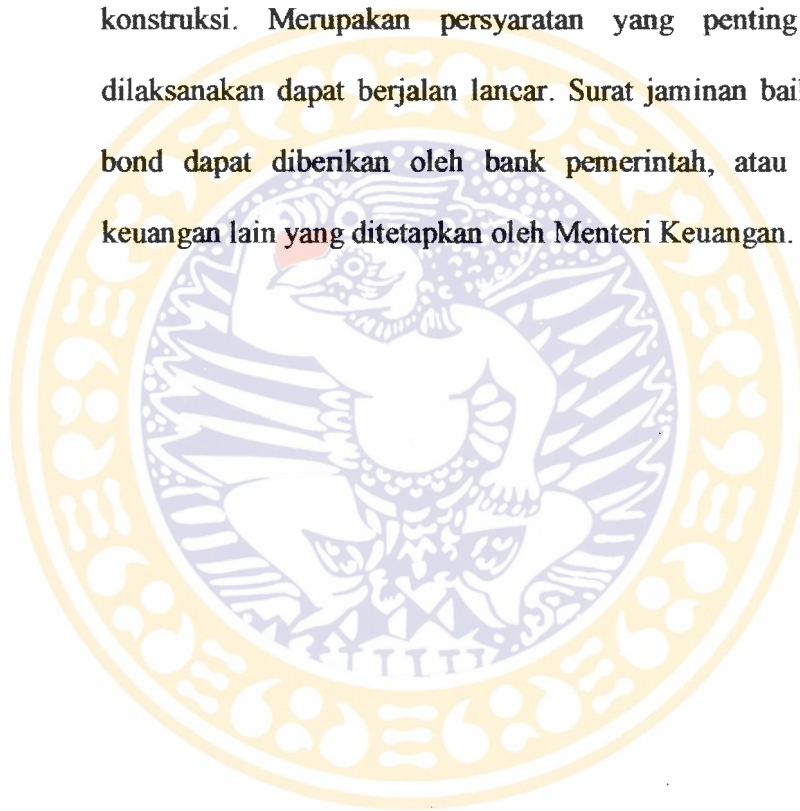 konstruksi. Merupakan persyaratan yang penting
dilaksanakan dapat berjalan lancar. Surat jaminan
bond dapat diberikan oleh bank pemerintah, atau
keuangan lain yang ditetapkan oleh Menteri Keuangan.